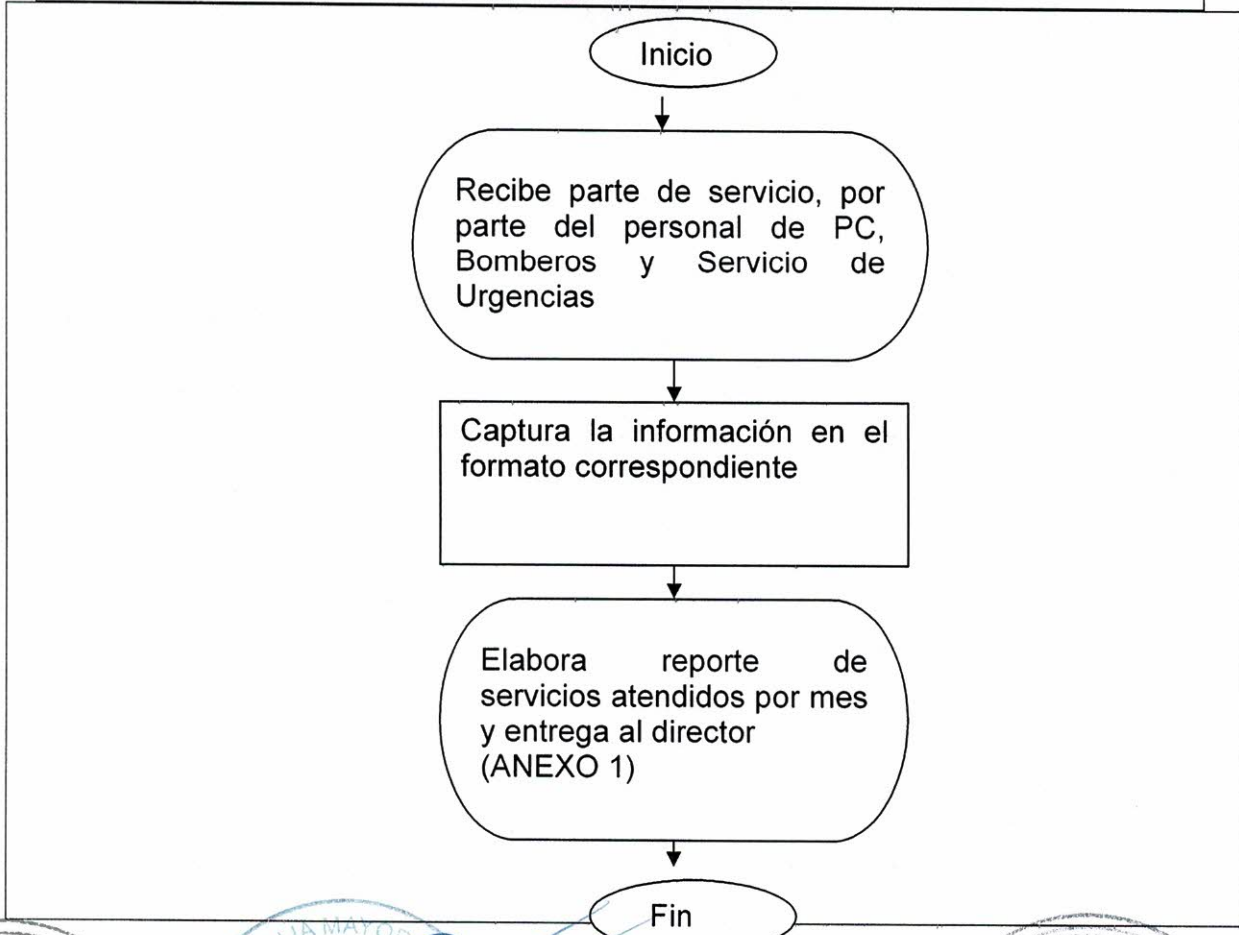 Inicio
Recibe parte de servicio, por
parte del personal de PC,
Bomberos y Servicio de
Urgencias
Captura la información en el
formato correspondiente
Elabora reporte de
servicios atendidos por mes
y entrega al director
(ANEXO 1)
Fin